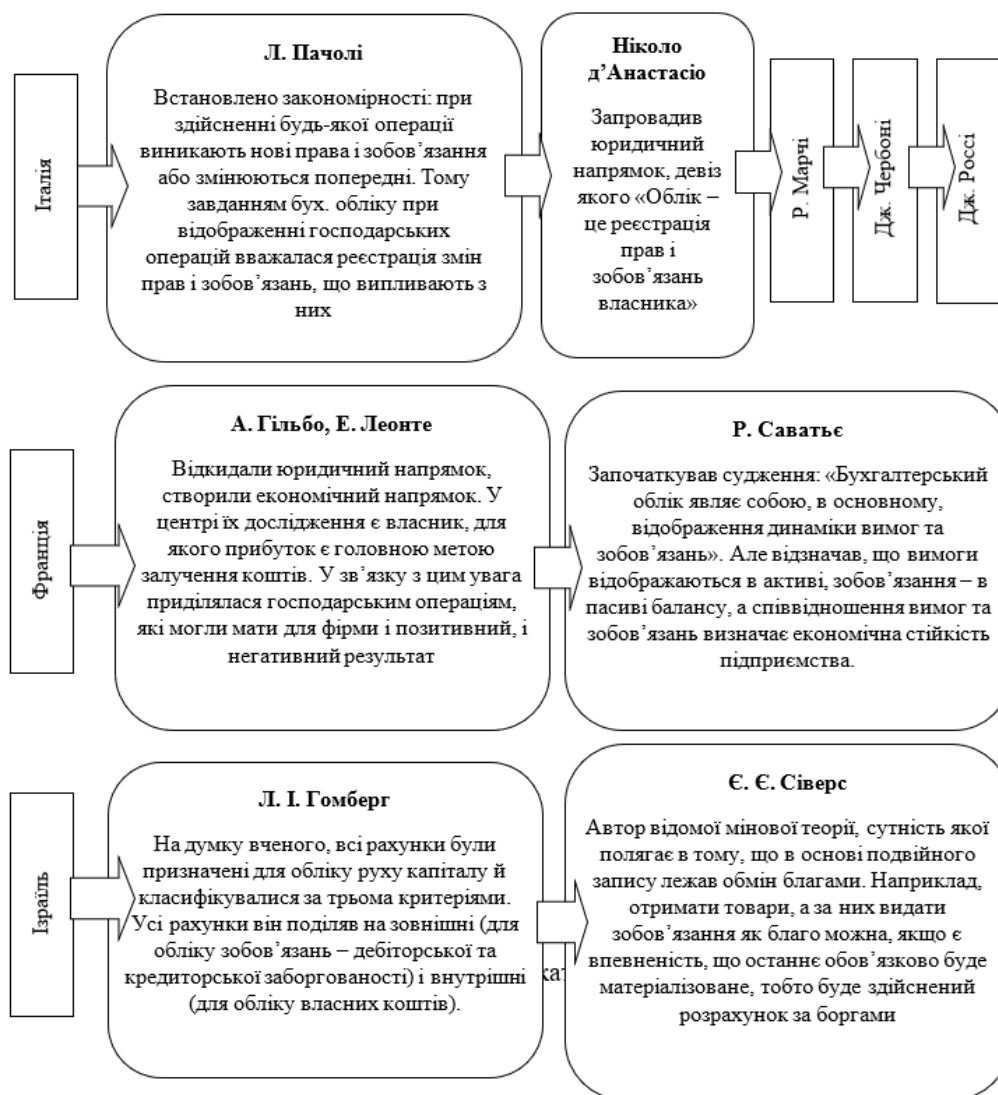 Італія
Л. Пачолі
Встановлено закономірності: при
здійсненні будь-якої операції
виникають нові права і зобов’язання
або змінюються попередні. Тому
завданням бух. обліку при
відображенні господарських
операцій вважалася реєстрація змін
прав і зобов’язань, що випливають з
них
Ніколо
д’Анастасіо
Запровадив
юридичний
напрямок, девіз
якого «Облік –
це реєстрація
прав і
зобов’язань
власника»
Р. Марчі
Дж. Чербоні
Дж. Россі
Франція
А. Гільбо, Е. Леонте
Відкидали юридичний напрямок,
створили економічний напрямок. У
центрі їх дослідження є власник, для
якого прибуток є головною метою
залучення коштів. У зв’язку з цим увага
приділялася господарським операціям,
які могли мати для фірми і позитивний, і
негативний результат
Р. Саватьє
Започаткував судження: «Бухгалтерський
облік являє собою, в основному,
відображення динаміки вимог та
зобов’язань». Але відзначав, що вимоги
відображаються в активі, зобов’язання – в
пасиві балансу, а співвідношення вимог та
зобов’язань визначає економічна стійкість
підприємства.
Ізраїль
Л. І. Гомберг
На думку вченого, всі рахунки були
призначені для обліку руху капіталу й
класифікувалися за трьома критеріями.
Усі рахунки він поділяв на зовнішні (для
обліку зобов’язань – дебіторської та
кредиторської заборгованості) і внутрішні
(для обліку власних коштів).
Є. Є. Сіверс
Автор відомої мінової теорії, сутність якої
полягає в тому, що в основі подвійного
запису лежав обмін благами. Наприклад,
отримати товари, а за них видати
зобов’язання як благо можна, якщо є
впевненість, що останнє обов’язково буде
матеріалізоване, тобто буде здійснений
розрахунок за боргами